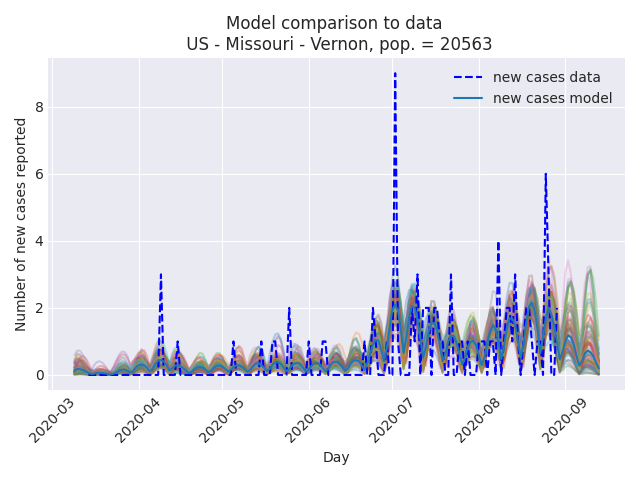 Model comparison to data
US - Missouri - Vernon, pop. = 20563
new cases data
new cases model
Number of new cases reported
8
6
4
2
0
2020-03
2020-04
2020-05
2020-06
2020-07
2020-08
2020-09
Day